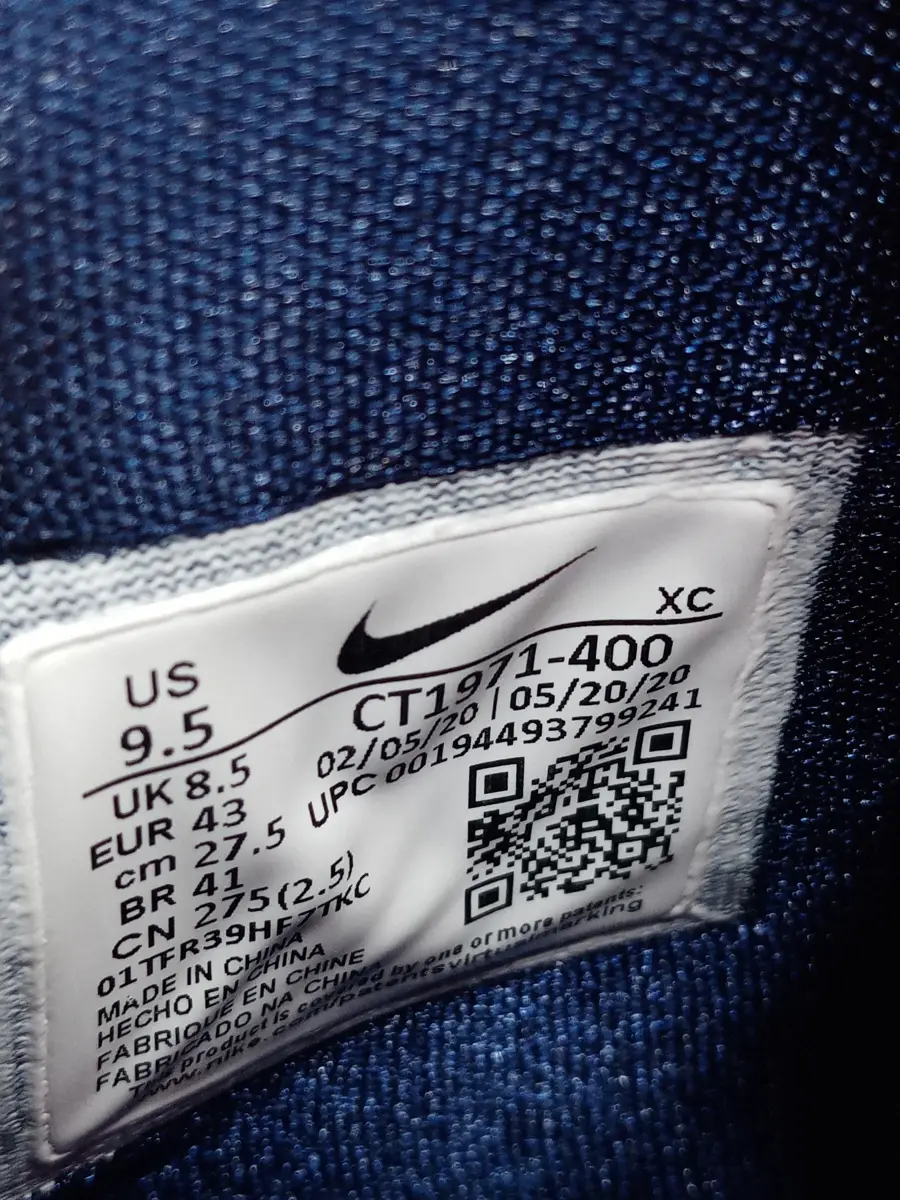 XC
US
9.5
CT1971-400
02/05/20 | 05/20/20
UPC 00194493799241
UK 8.5
EUR 43
cm 27.5
BR 41
CN 275(2.5)
01TFR39HF7TKC
MADE IN CHINA
HECHO EN CHINA
FABRIQUÉ EN CHINE
FABRICADO NA CHINA
This product is covered by one or more patents:
www.nike.com/patentsvirtualmarking